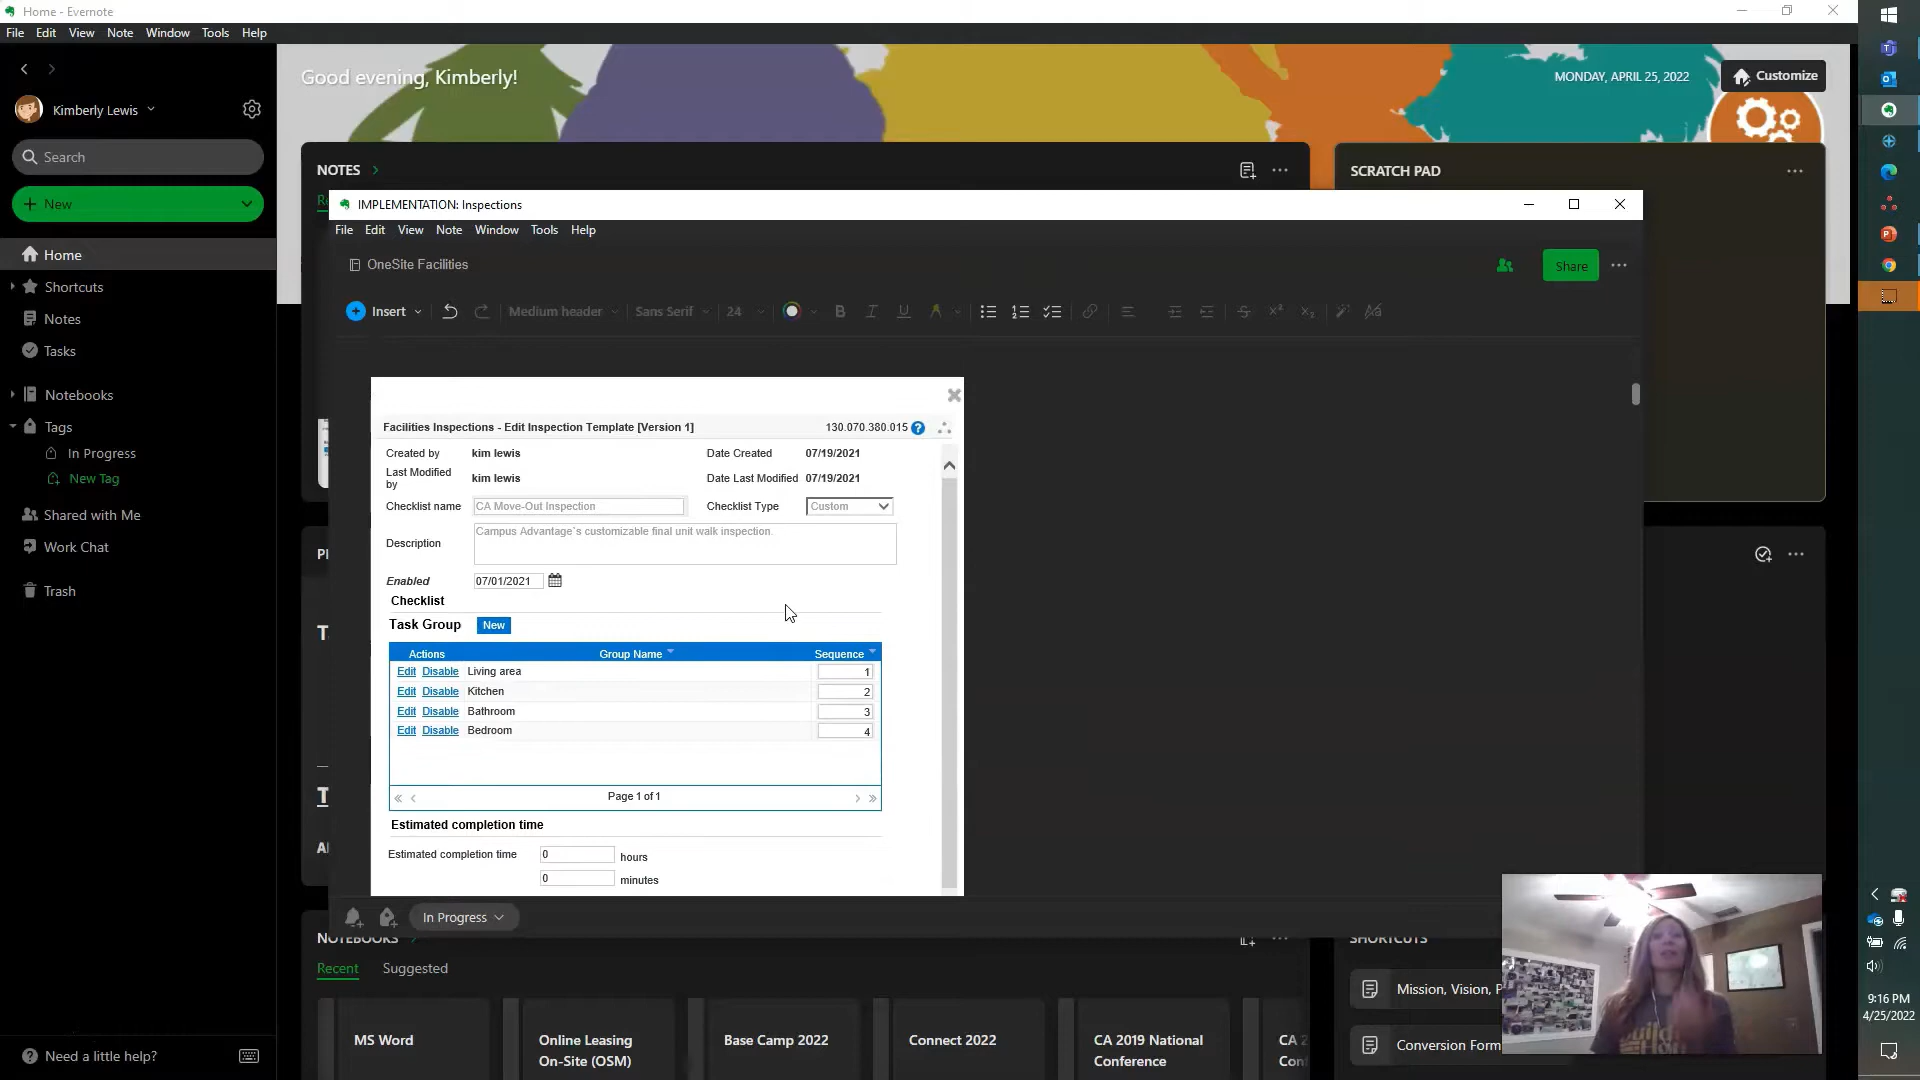 Home - Evernote
File Edit View Note Window Tools Help
Good evening, Kimberly!
MONDAY, APRIL 25, 2022
Customize
Kimberly Lewis
Search
New
Home
Shortcuts
Notes
Tasks
Notebooks
Tags
In Progress
New Tag
Shared with Me
Work Chat
Trash
Need a little help?
NOTES
SCRATCH PAD
IMPLEMENTATION: Inspections
File Edit View Note Window Tools Help
OneSite Facilities
Share
Insert
Medium header
Sans Serif
24
Facilities Inspections - Edit Inspection Template [Version 1]
130.070.380.015
Created by kim lewis Date Created 07/19/2021
Last Modified by kim lewis Date Last Modified 07/19/2021
Checklist name CA Move-Out Inspection Checklist Type Custom
Description Campus Advantage's customizable final unit walk inspection.
Enabled 07/01/2021
Checklist
Task Group New
Actions Group Name Sequence
Edit Disable Living area 1
Edit Disable Kitchen 2
Edit Disable Bathroom 3
Edit Disable Bedroom 4
Page 1 of 1
Estimated completion time
Estimated completion time 0 hours
0 minutes
In Progress
NOTEBOOKS
Recent Suggested
MS Word
Online Leasing
On-Site (OSM)
Base Camp 2022
Connect 2022
CA 2019 National
Conference
SHORTCUTS
Mission, Vision,
Conversion Form
9:16 PM
4/25/2022